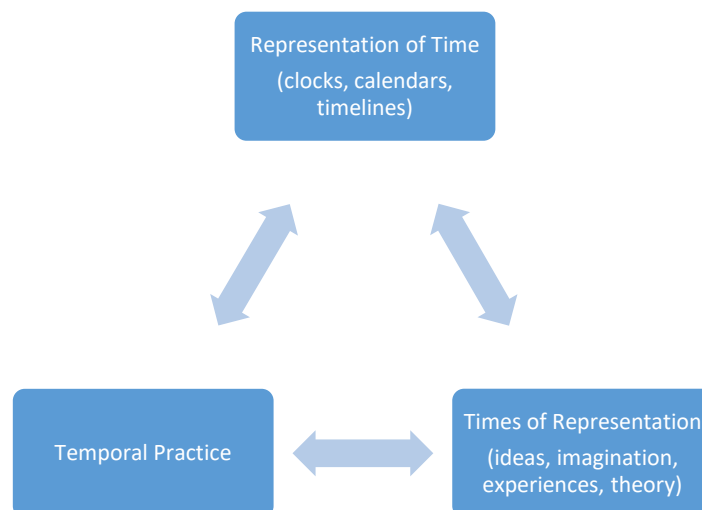 Representation of Time
(clocks, calendars,
timelines)
Temporal Practice
Times of Representation
(ideas, imagination,
experiences, theory)